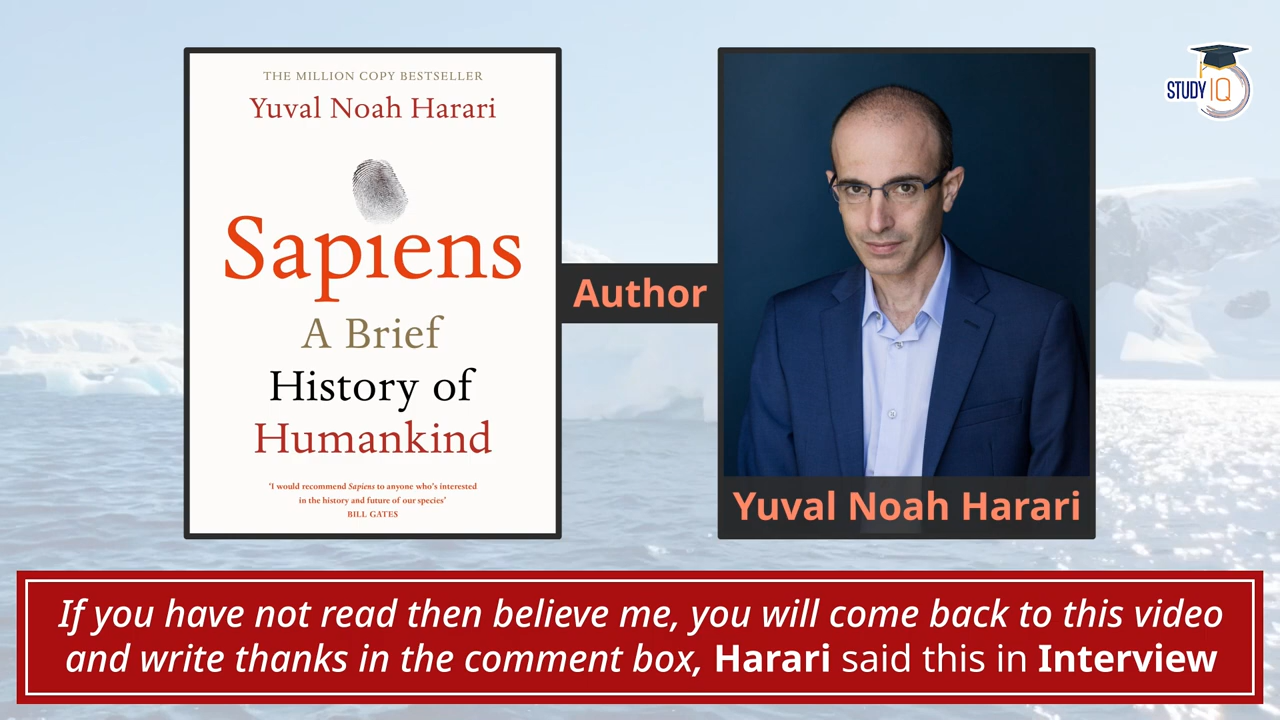 THE MILLION COPY BESTSELLER
Yuval Noah Harari
Sapiens
A Brief
History of
Humankind
'I would recommend Sapiens to anyone who's interested
in the history and future of our species'
BILL GATES
Author
Yuval Noah Harari
STUDY IQ
If you have not read then believe me, you will come back to this video
and write thanks in the comment box, Harari said this in Interview